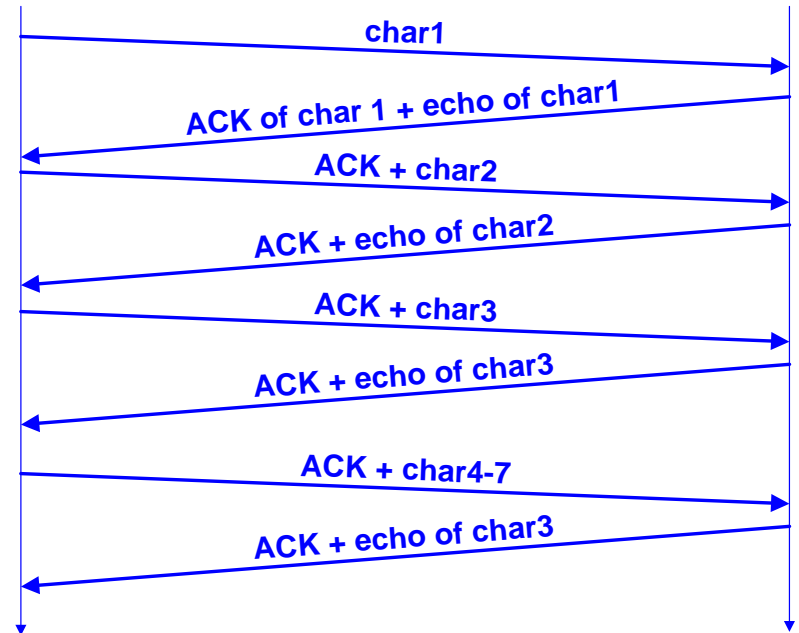 char1
ACK of char 1 + echo of char1
ACK + char2
ACK + echo of char2
ACK + char3
ACK + echo of char3
ACK + char4-7
ACK + echo of char3